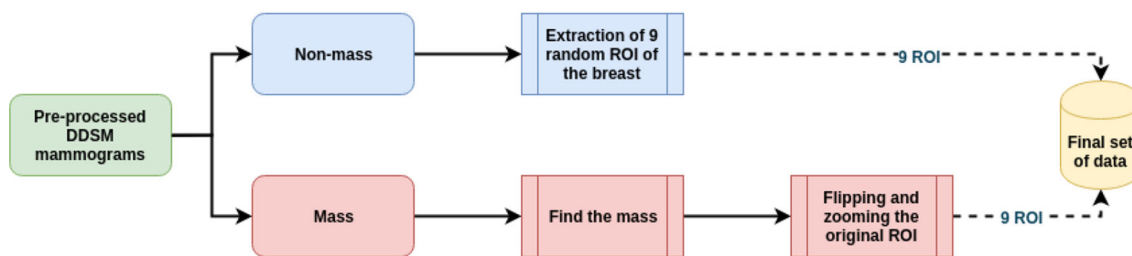 Non-mass
Extraction of 9
random ROI of
the breast
9 ROI
Pre-processed
DDSM
mammograms
Final set
of data
Mass
Find the mass
Flipping and
zooming the
original ROI
9 ROI